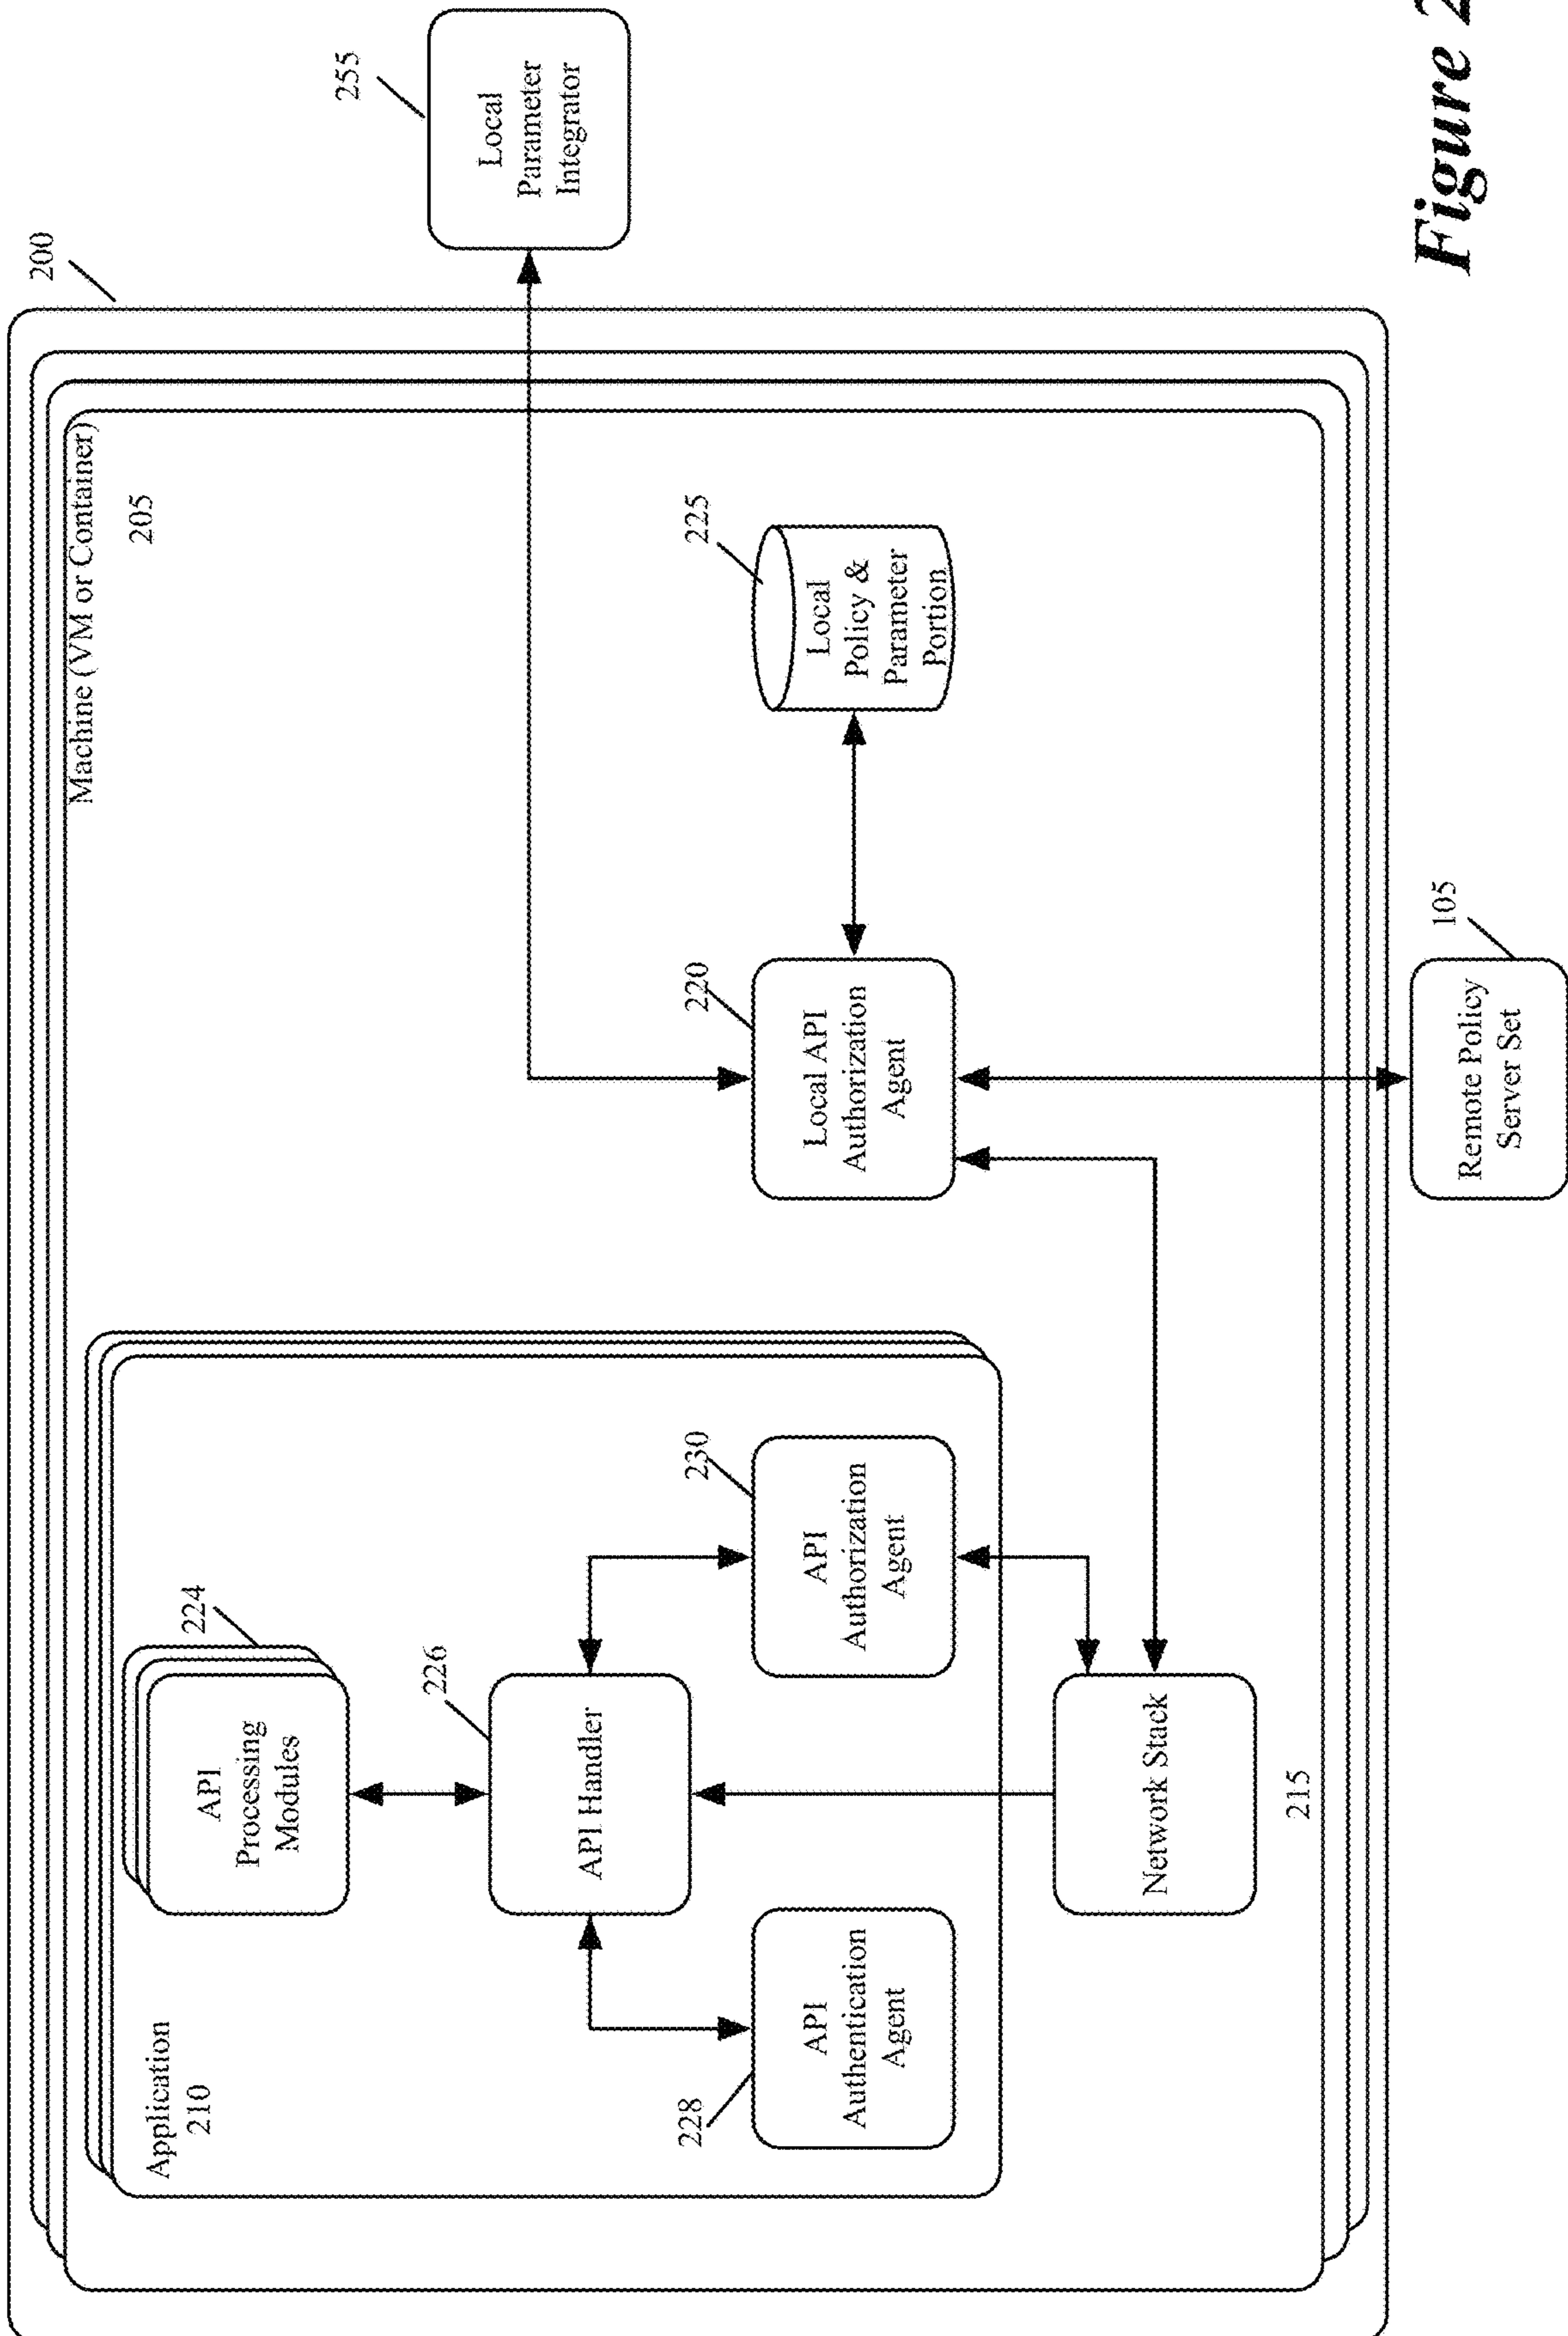 200
Machine (VM or Container)
205
Application
210
API
Processing
Modules
224
API Handler
226
API
Authentication
Agent
228
API
Authorization
Agent
230
Network Stack
215
Local API
Authorization
Agent
220
Local
Policy &
Parameter
Portion
225
Local
Parameter
Integrator
255
Remote Policy
Server Set
105
Figure 2